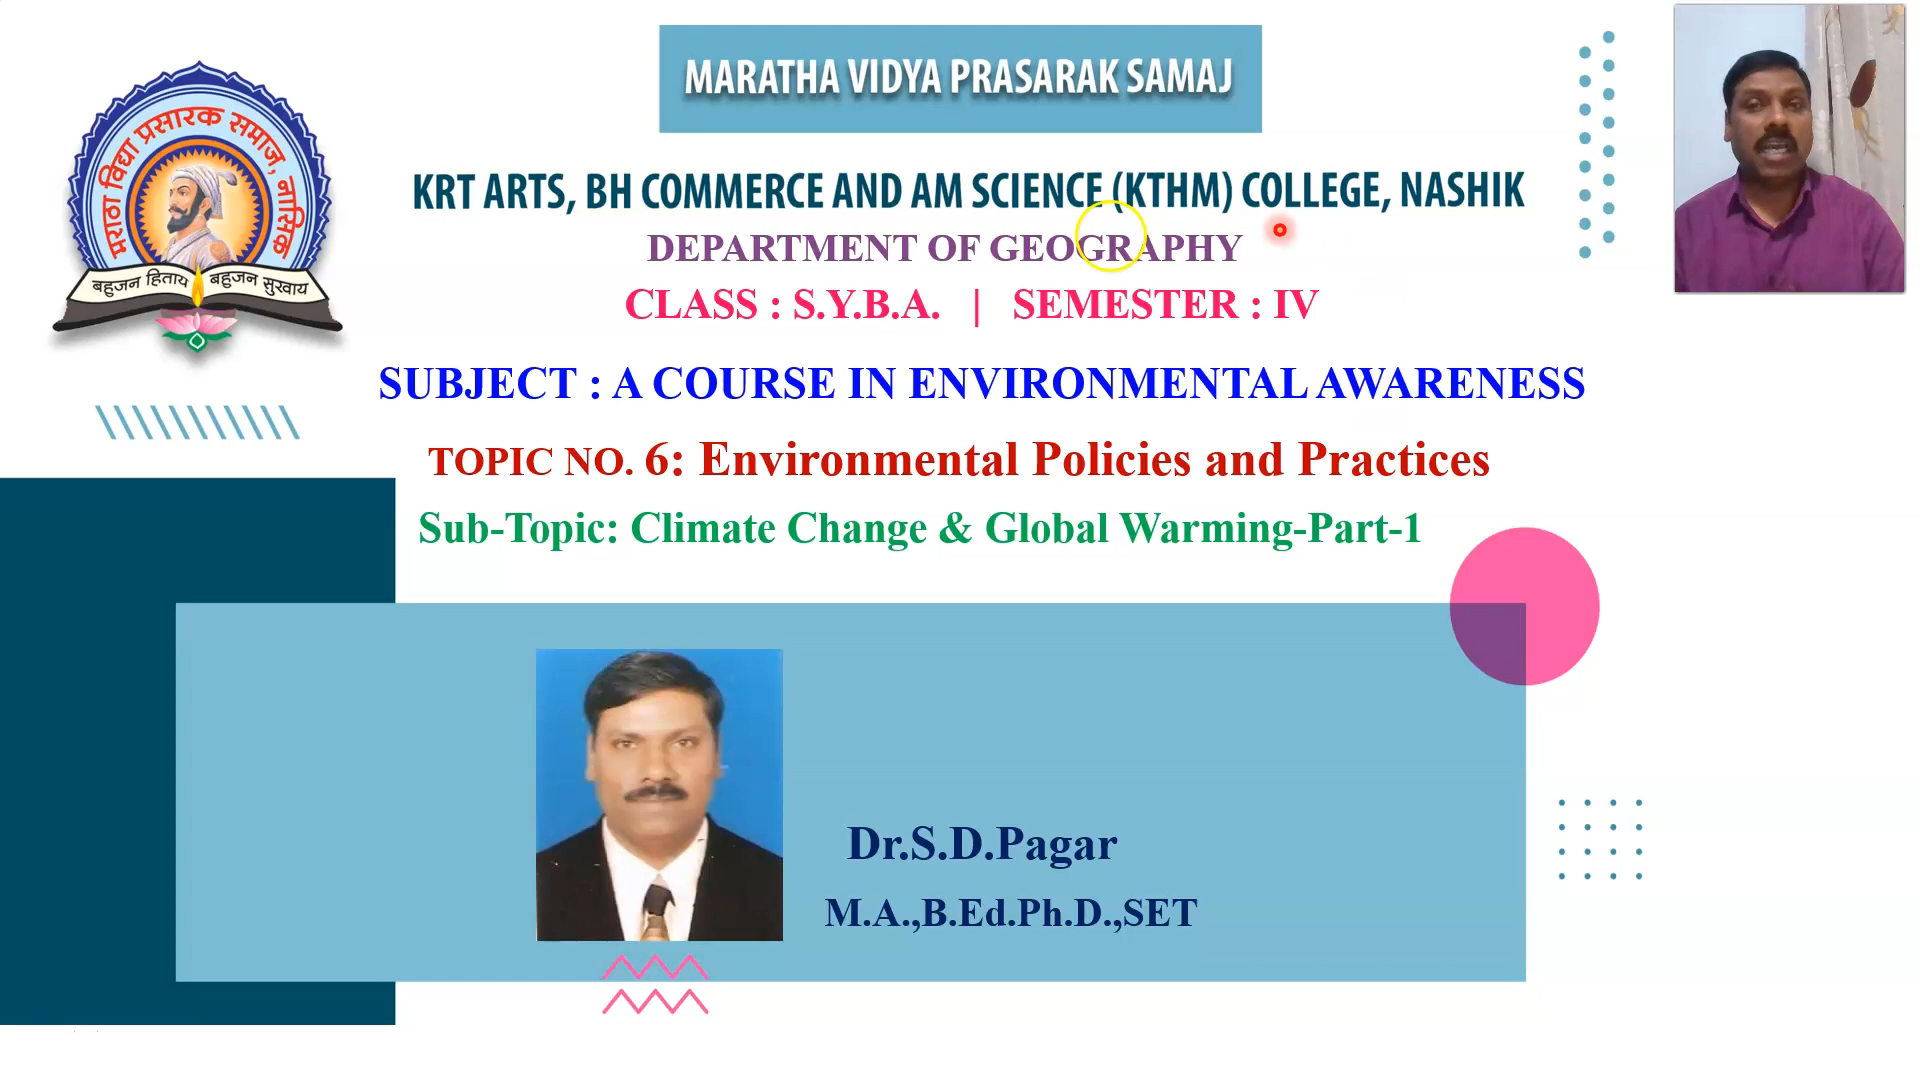 MARATHA VIDYA PRASARAK SAMAJ
मराठा विद्या प्रसारक समाज, नासिक
बहुजन हिताय बहुजन सुखाय
KRT ARTS, BH COMMERCE AND AM SCIENCE (KTHM) COLLEGE, NASHIK
DEPARTMENT OF GEOGRAPHY
CLASS : S.Y.B.A. | SEMESTER : IV
SUBJECT : A COURSE IN ENVIRONMENTAL AWARENESS
TOPIC NO. 6: Environmental Policies and Practices
Sub-Topic: Climate Change & Global Warming-Part-1
Dr.S.D.Pagar
M.A.,B.Ed.Ph.D.,SET